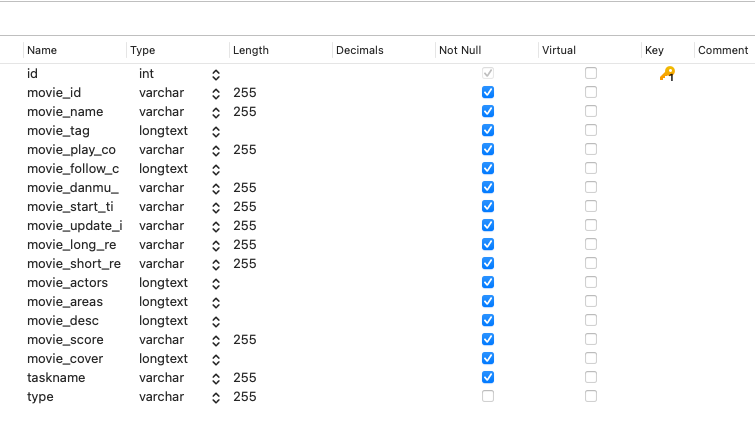 Name Type Length Decimals Not Null Virtual Key Comment
id int 1
movie_id varchar 255
movie_name varchar 255
movie_tag longtext
movie_play_co varchar 255
movie_follow_c longtext
movie_danmu_ varchar 255
movie_start_ti varchar 255
movie_update_i varchar 255
movie_long_re varchar 255
movie_short_re varchar 255
movie_actors longtext
movie_areas longtext
movie_desc longtext
movie_score varchar 255
movie_cover longtext
taskname varchar 255
type varchar 255